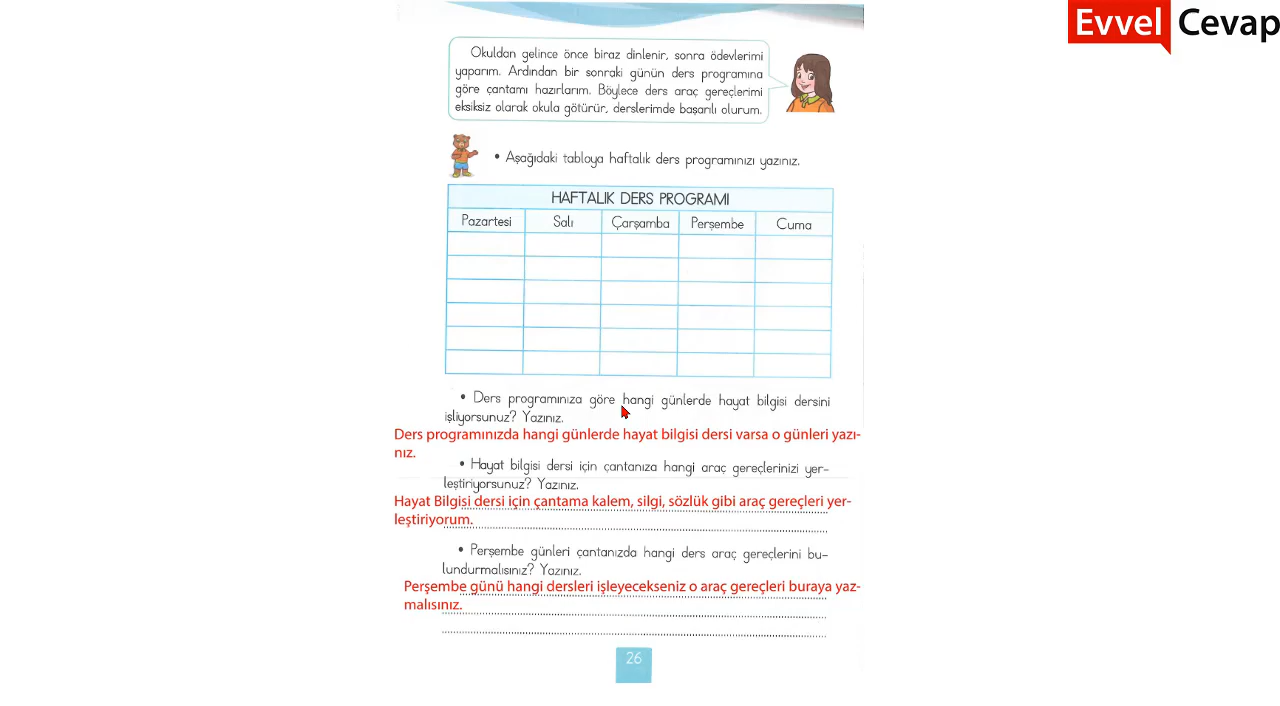 Evvel Cevap
Okuldan gelince önce biraz dinlenir, sonra ödevlerimi
yaparım. Ardından bir sonraki günün ders programına
göre çantamı hazırlarım. Böylece ders araç gereçlerimi
eksiksiz olarak okula götürür, derslerimde başarılı olurum.
• Aşağıdaki tabloya haftalık ders programınızı yazınız.
HAFTALIK DERS PROGRAMI
Pazartesi Salı Çarşamba Perşembe Cuma
• Ders programınıza göre hangi günlerde hayat bilgisi dersini
işliyorsunuz? Yazınız.
Ders programınızda hangi günlerde hayat bilgisi dersi varsa o günleri yazı-
nız.
• Hayat bilgisi dersi için çantanıza hangi araç gereçlerinizi yer-
leştiriyorsunuz? Yazınız.
Hayat Bilgisi dersi için çantama kalem, silgi, sözlük gibi araç gereçleri yer-
leştiriyorum.
• Perşembe günleri çantanızda hangi ders araç gereçlerini bu-
lundurmalısınız? Yazınız.
Perşembe günü hangi dersleri işleyecekseniz o araç gereçleri buraya yaz-
malısınız.
26